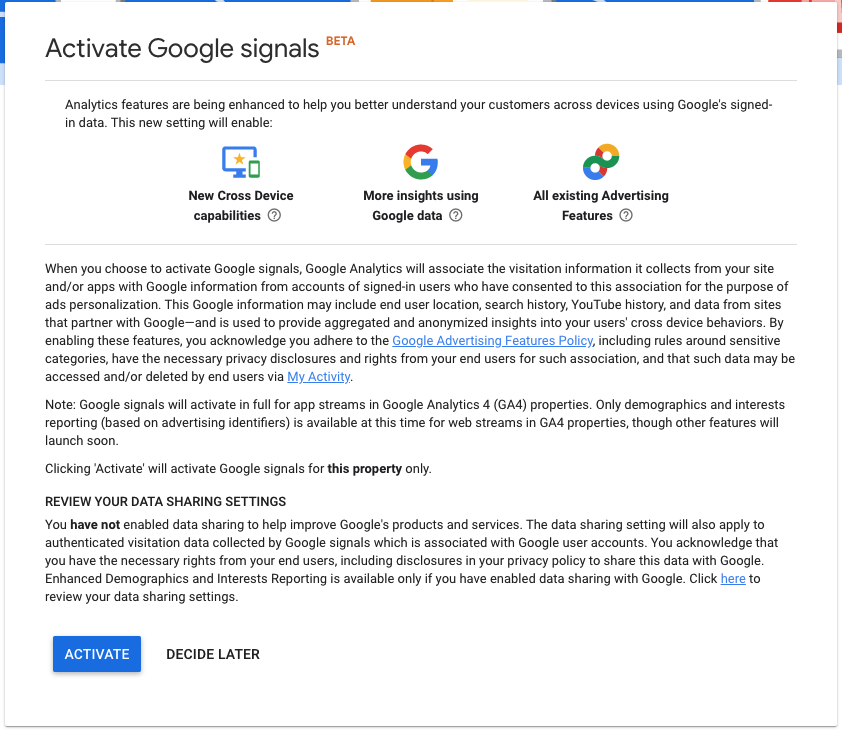 Activate Google signals BETA
Analytics features are being enhanced to help you better understand your customers across devices using Google's signed-
in data. This new setting will enable:
New Cross Device
capabilities ?
More insights using
Google data ?
All existing Advertising
Features ?
When you choose to activate Google signals, Google Analytics will associate the visitation information it collects from your site
and/or apps with Google information from accounts of signed-in users who have consented to this association for the purpose of
ads personalization. This Google information may include end user location, search history, YouTube history, and data from sites
that partner with Google—and is used to provide aggregated and anonymized insights into your users' cross device behaviors. By
enabling these features, you acknowledge you adhere to the Google Advertising Features Policy, including rules around sensitive
categories, have the necessary privacy disclosures and rights from your end users for such association, and that such data may be
accessed and/or deleted by end users via My Activity.
Note: Google signals will activate in full for app streams in Google Analytics 4 (GA4) properties. Only demographics and interests
reporting (based on advertising identifiers) is available at this time for web streams in GA4 properties, though other features will
launch soon.
Clicking 'Activate' will activate Google signals for this property only.
REVIEW YOUR DATA SHARING SETTINGS
You have not enabled data sharing to help improve Google's products and services. The data sharing setting will also apply to
authenticated visitation data collected by Google signals which is associated with Google user accounts. You acknowledge that
you have the necessary rights from your end users, including disclosures in your privacy policy to share this data with Google.
Enhanced Demographics and Interests Reporting is available only if you have enabled data sharing with Google. Click here to
review your data sharing settings.
ACTIVATE
DECIDE LATER